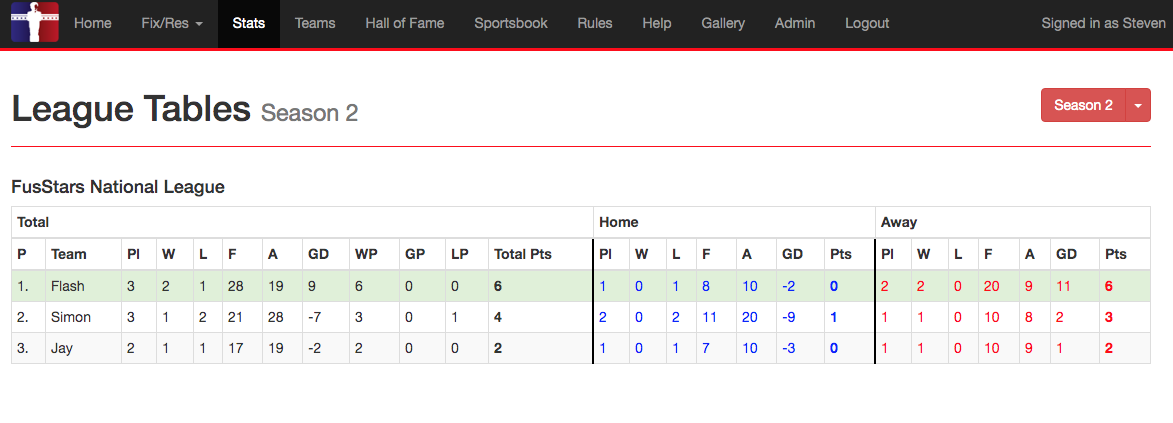 Home Fix/Res Stats Teams Hall of Fame Sportsbook Rules Help Gallery Admin Logout Signed in as Steven
League Tables Season 2 Season 2
FusStars National League
Total Home Away
P Team Pl W L F A GD WP GP LP Total Pts Pl W L F A GD Pts Pl W L F A GD Pts
1. Flash 3 2 1 28 19 9 6 0 0 6 1 0 1 8 10 -2 0 2 2 0 20 9 11 6
2. Simon 3 1 2 21 28 -7 3 0 1 4 2 0 2 11 20 -9 1 1 1 0 10 8 2 3
3. Jay 2 1 1 17 19 -2 2 0 0 2 1 0 1 7 10 -3 0 1 1 0 10 9 1 2